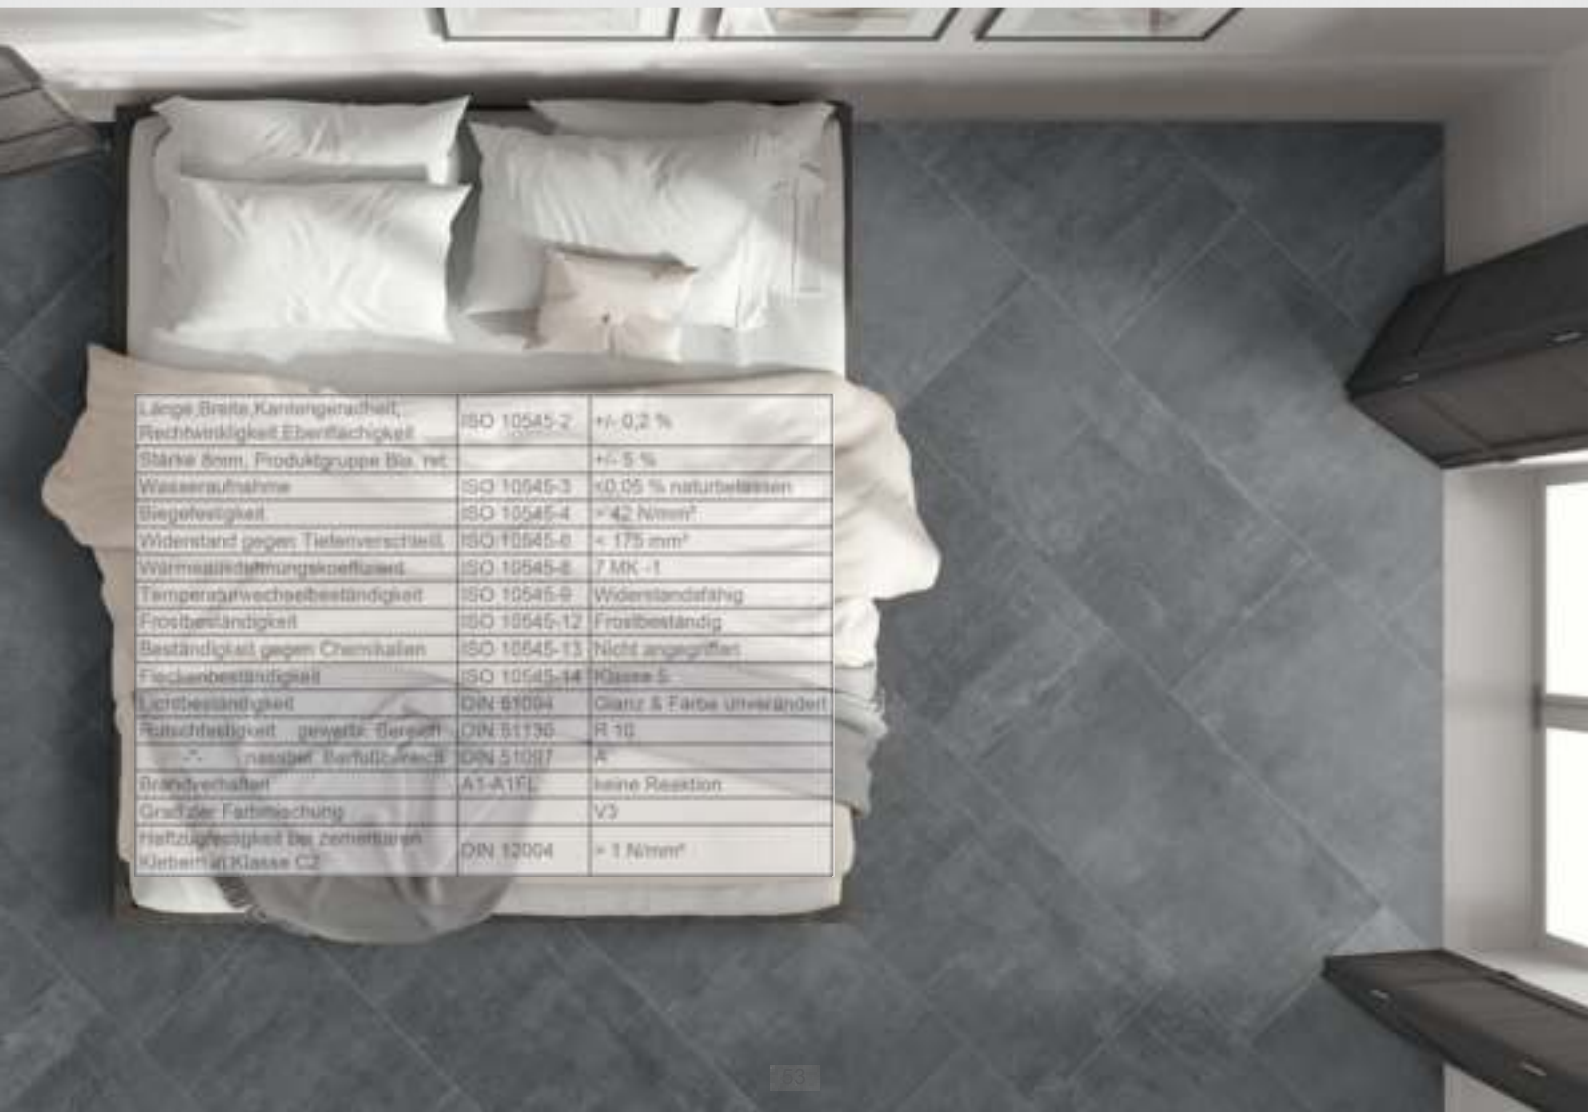 Länge,Breite,Kantengeradheit, ISO 10545-2 +/- 0,2 %
Rechtwinkligkeit,Ebenflächigkeit
Stärke 8mm, Produktgruppe Bla, ret. +/- 5 %
Wasseraufnahme ISO 10545-3 <0,05 % naturbelassen
Biegefestigkeit ISO 10545-4 > 42 N/mm²
Widerstand gegen Tiefenverschleiß ISO 10545-6 < 175 mm³
Wärmeausdehnungskoeffizient ISO 10545-8 7 MK -1
Temperaturwechselbeständigkeit ISO 10545-9 Widerstandsfähig
Frostbeständigkeit ISO 10545-12 Frostbeständig
Beständigkeit gegen Chemikalien ISO 10545-13 Nicht angegriffen
Fleckenbeständigkeit ISO 10545-14 Klasse 5
Lichtbeständigkeit DIN 51094 Glanz & Farbe unverändert
Rutschfestigkeit gewerbl. Bereich DIN 51130 R 10
-"- nassbel. Barfußbereich DIN 51097 A
Brandverhalten A1-A1FL keine Reaktion
Grad der Farbmischung V3
Haftzugfestigkeit bei zementären DIN 12004 > 1 N/mm²
Klebern in Klasse C2
53